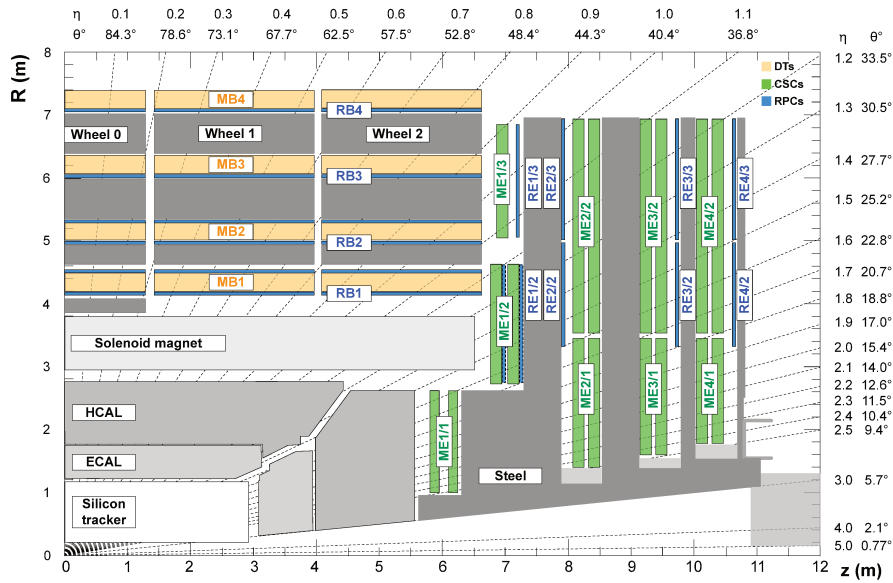 η 0.1 0.2 0.3 0.4 0.5 0.6 0.7 0.8 0.9 1.0 1.1
θ° 84.3° 78.6° 73.1° 67.7° 62.5° 57.5° 52.8° 48.4° 44.3° 40.4° 36.8° η θ°
R (m)
8
7
6
5
4
3
2
1
0
1.2 33.5°
1.3 30.5°
1.4 27.7°
1.5 25.2°
1.6 22.8°
1.7 20.7°
1.8 18.8°
1.9 17.0°
2.0 15.4°
2.1 14.0°
2.2 12.6°
2.3 11.5°
2.4 10.4°
2.5 9.4°
3.0 5.7°
4.0 2.1°
5.0 0.77°
DTs
CSCs
RPCs
MB4
RB4
Wheel 0 Wheel 1 Wheel 2
MB3
RB3
MB2
RB2
MB1
RB1
Solenoid magnet
HCAL
ECAL
Silicon
tracker
Steel
ME1/3
ME1/2
ME1/1
RE1/3
RE2/3
RE1/2
RE2/2
ME2/2
ME2/1
ME3/2
ME3/1
RE3/3
RE3/2
ME4/2
ME4/1
RE4/3
RE4/2
0 1 2 3 4 5 6 7 8 9 10 11 12
z (m)